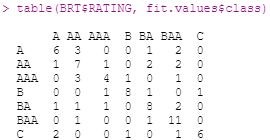 > table(BRT$RATING, fit.values$class)
A AA AAA B BA BAA C
A 6 3 0 0 1 2 0
AA 1 7 1 0 2 2 0
AAA 0 3 4 1 0 1 0
B 0 0 1 8 1 0 1
BA 1 1 1 0 8 2 0
BAA 0 1 0 0 1 11 0
C 2 0 0 1 0 1 6